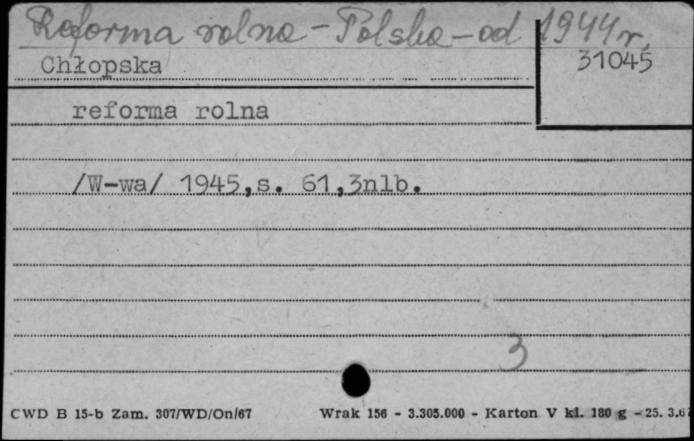 Reforma rolna - Polska - od 1944 r.
31045
Chłopska
reforma rolna
/W-wa/ 1945,s. 61,3nlb.
3
CWD B 15-b Zam. 307/WD/On/67 Wrak 156 - 3.305.000 - Karton V kl. 180 g - 25. 3.67